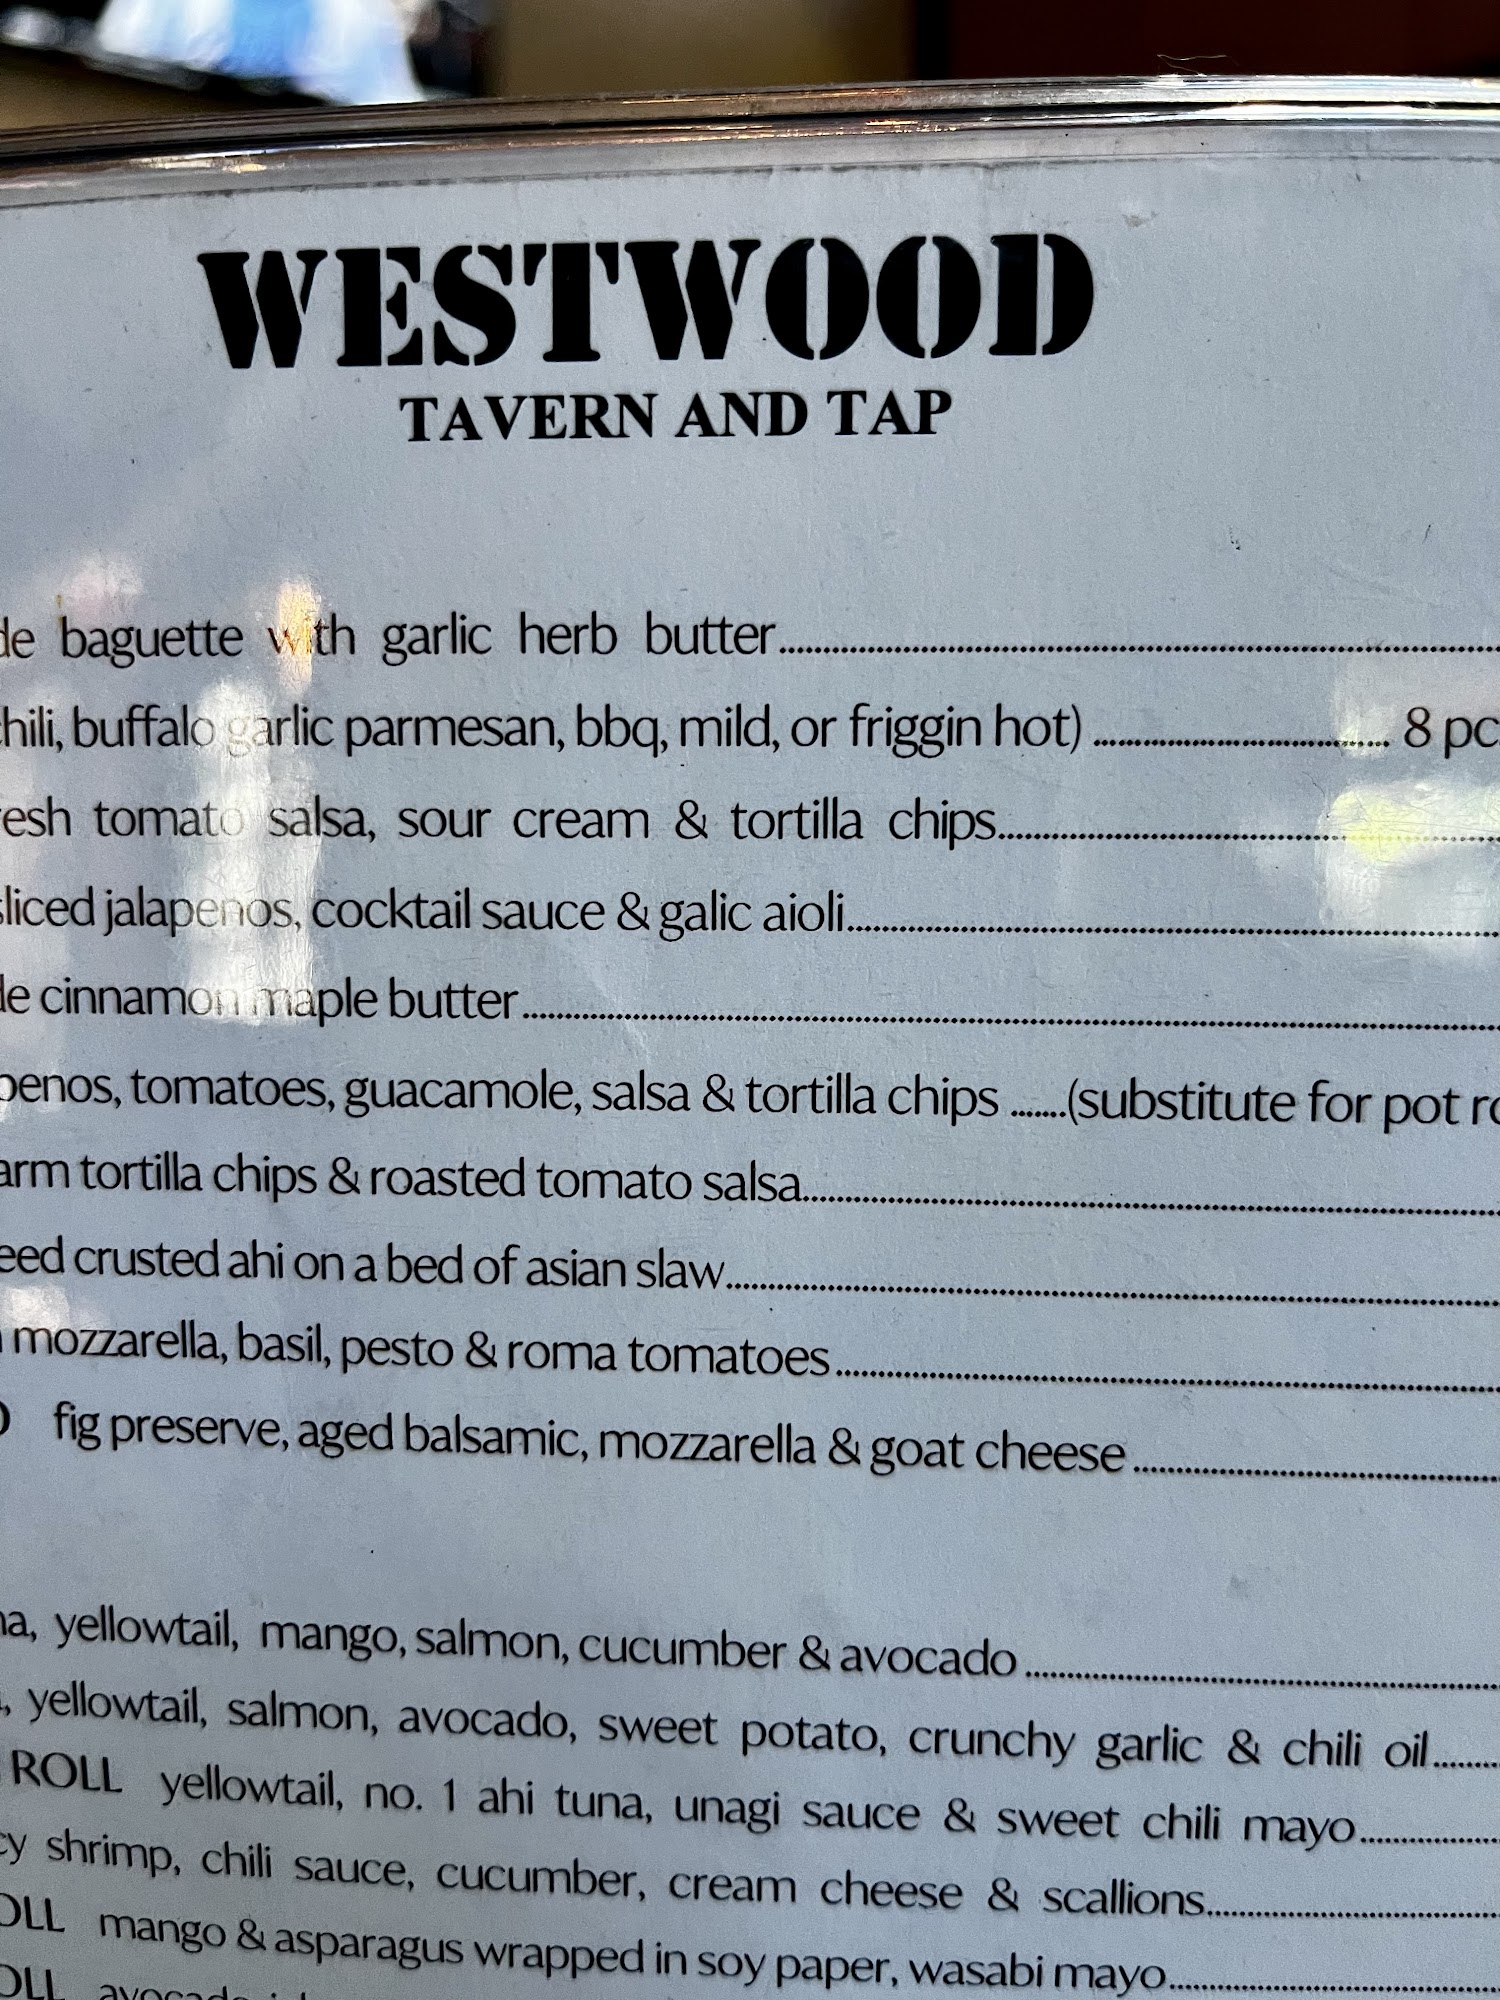 WESTWOOD
TAVERN AND TAP
baguette with garlic herb butter
buffalo garlic parmesan, bbq, mild, or friggin hot) 8
tomato salsa, sour cream & tortilla chips
jalapenos, cocktail sauce & galic aioli
cinnamon maple butter
tomatoes, guacamole, salsa & tortilla chips (substitute for pot
tortilla chips & roasted tomato salsa
crusted ahi on a bed of asian slaw
mozzarella, basil, pesto & roma tomatoes
fig preserve, aged balsamic, mozzarella & goat cheese
yellowtail, mango, salmon, cucumber & avocado
yellowtail, salmon, avocado, sweet potato, crunchy garlic & chili oil
ROLL yellowtail, no. 1 ahi tuna, unagi sauce & sweet chili mayo
shrimp, chili sauce, cucumber, cream cheese & scallions
mango & asparagus wrapped in soy paper, wasabi mayo